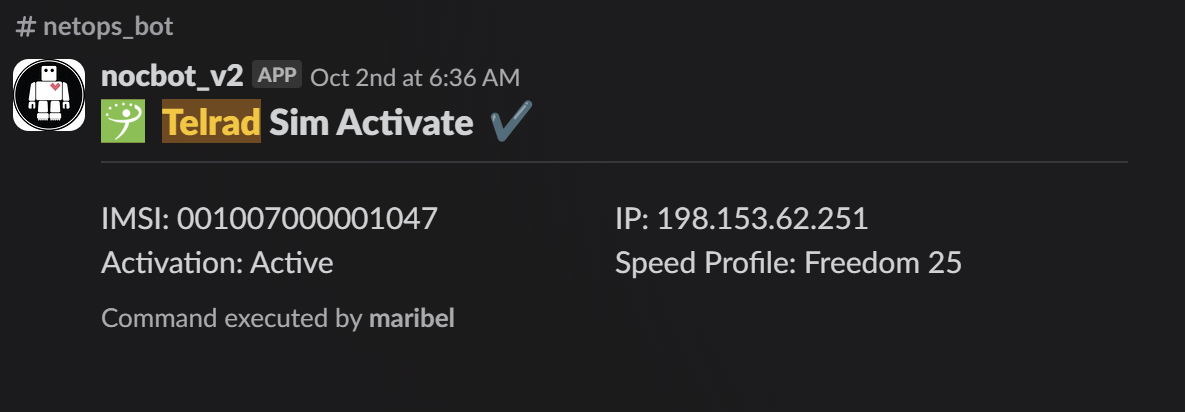 # netops_bot
nocbot_v2 APP Oct 2nd at 6:36 AM
Telrad Sim Activate
IMSI: 001007000001047
IP: 198.153.62.251
Activation: Active
Speed Profile: Freedom 25
Command executed by maribel